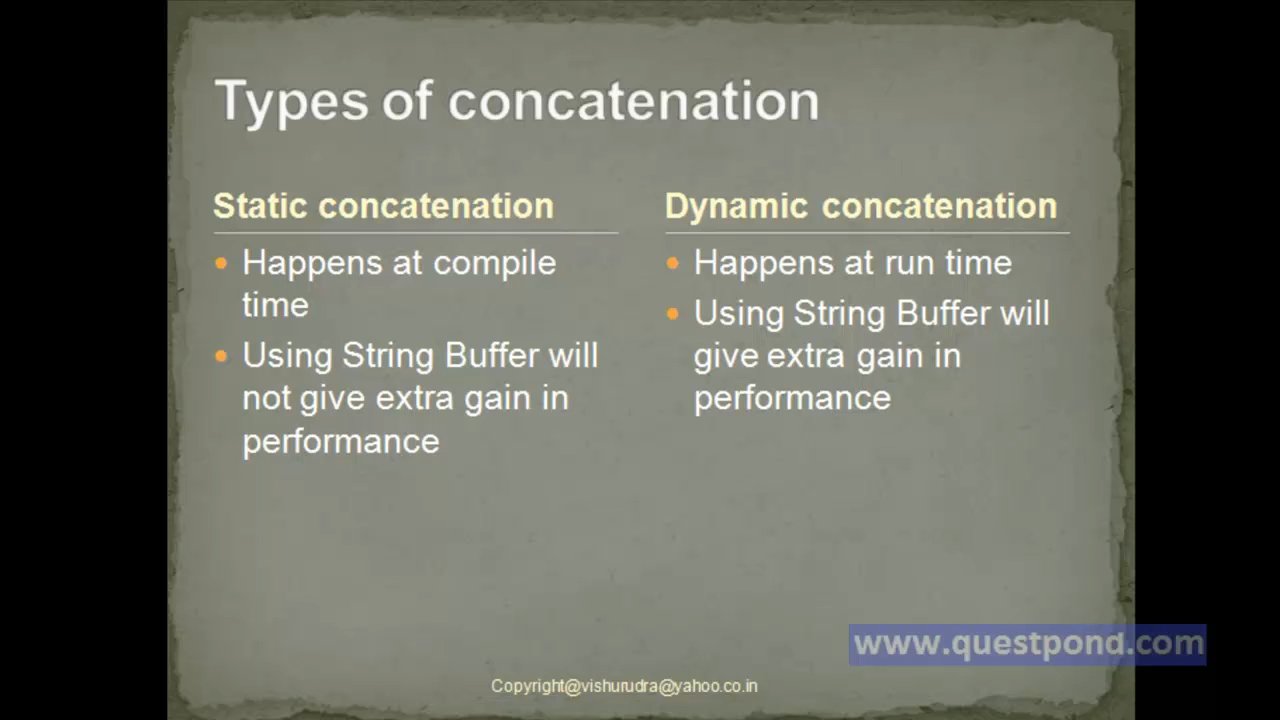 Types of concatenation
Static concatenation
Happens at compile
time
Using String Buffer will
not give extra gain in
performance
Dynamic concatenation
Happens at run time
Using String Buffer will
give extra gain in
performance
www.questpond.com
Copyright@vishurudra@yahoo.co.in